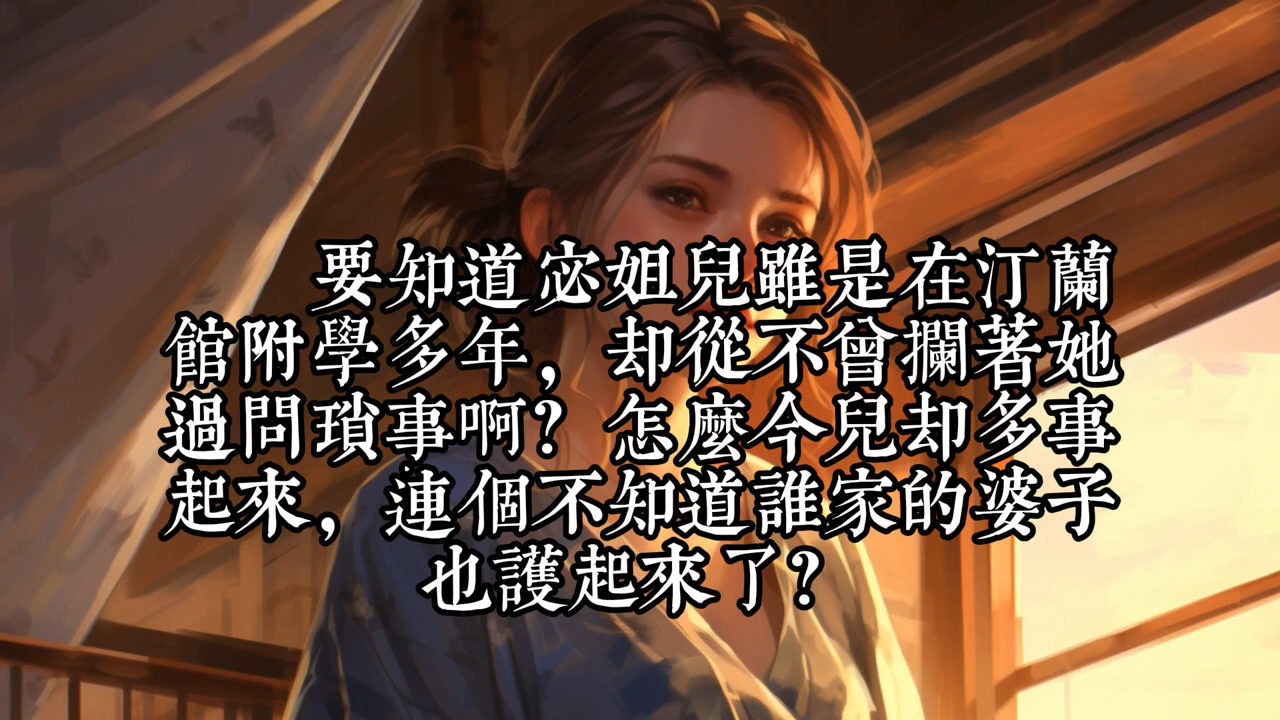 要知道宓姐兒雖是在汀蘭
館附學多年，却從不曾攔著她
過問瑣事啊？怎麼今兒却多事
起來，連個不知道誰家的婆子
也護起來了？